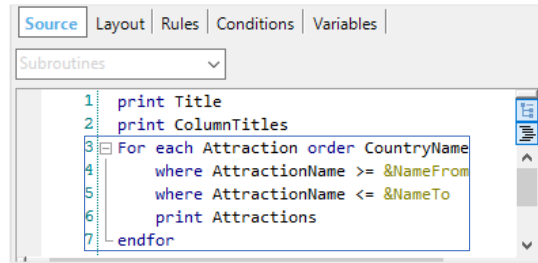 Source Layout Rules Conditions Variables
Subroutines
1 print Title
2 print ColumnTitles
3 For each Attraction order CountryName
4 where AttractionName >= &NameFrom
5 where AttractionName <= &NameTo
6 print Attractions
7 endfor